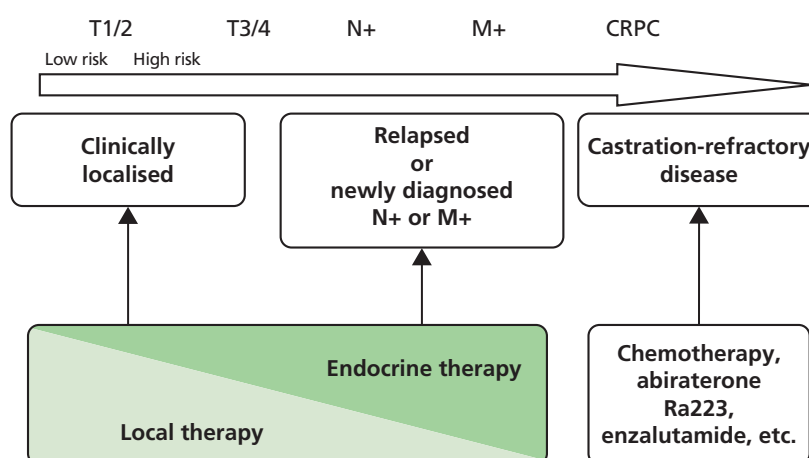 T1/2 T3/4 N+ M+ CRPC
Low risk High risk
Clinically
localised
Relapsed
or
newly diagnosed
N+ or M+
Castration-refractory
disease
Endocrine therapy
Local therapy
Chemotherapy,
abiraterone
Ra223,
enzalutamide, etc.